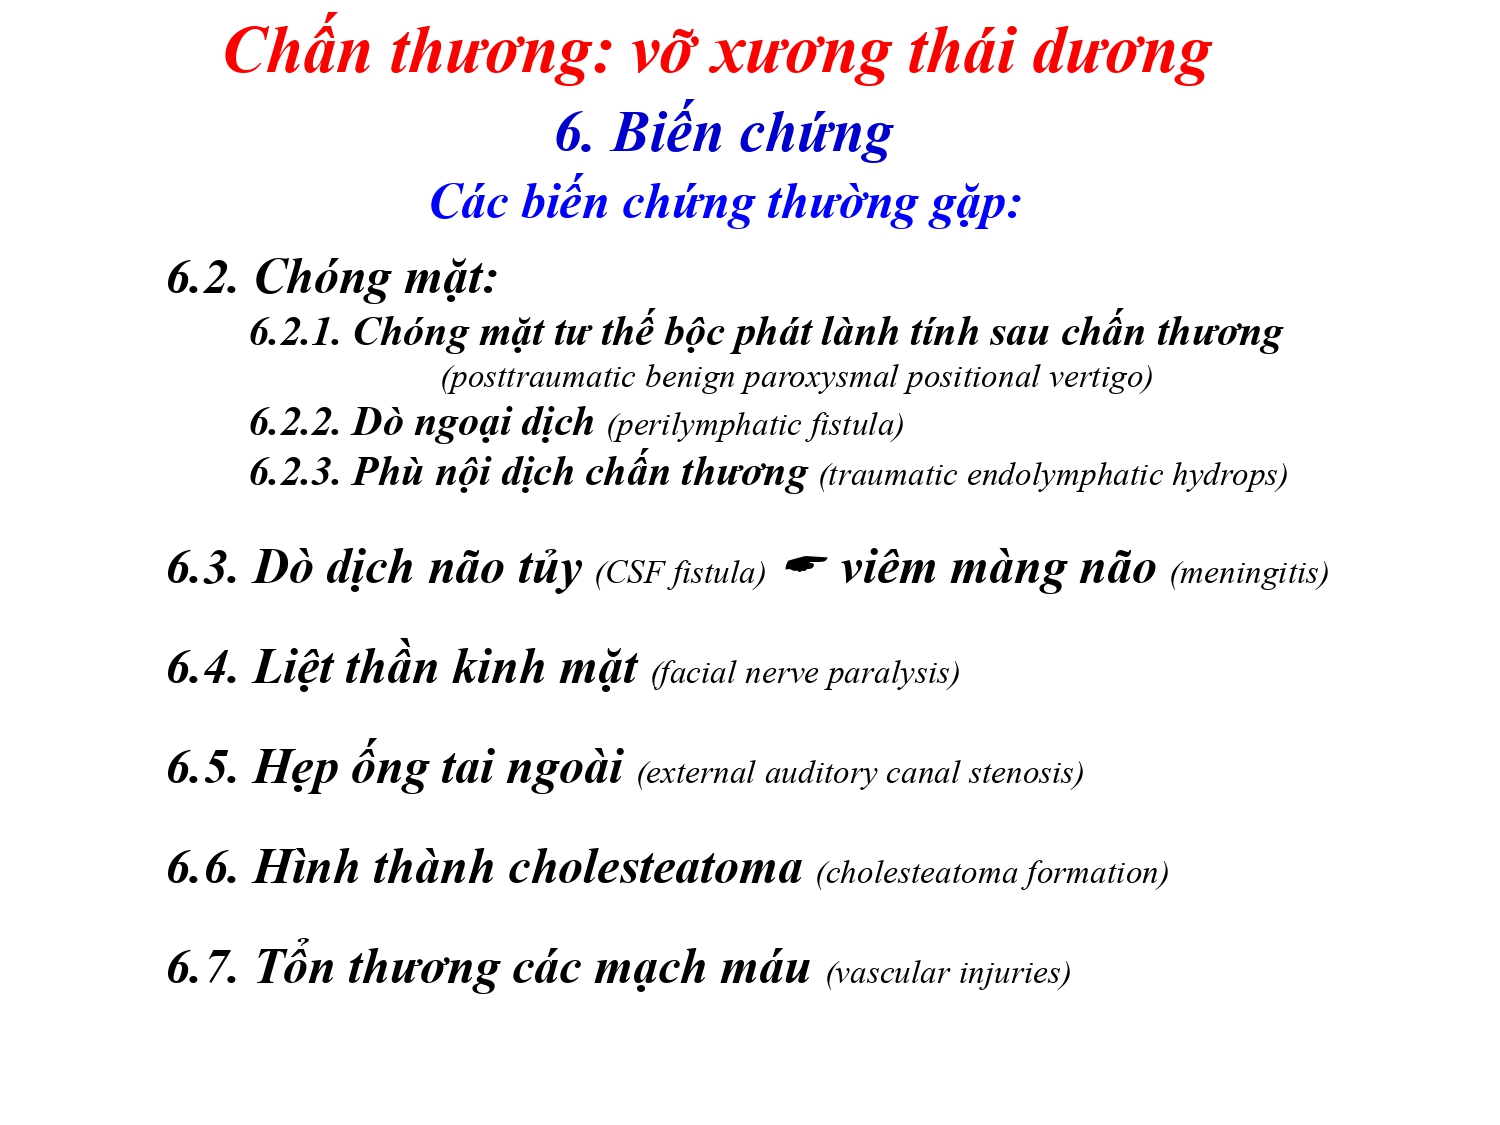 Chấn thương: vỡ xương thái dương
6. Biến chứng
Các biến chứng thường gặp:
6.2. Chóng mặt:
6.2.1. Chóng mặt tư thế bộc phát lành tính sau chấn thương
(posttraumatic benign paroxysmal positional vertigo)
6.2.2. Dò ngoại dịch (perilymphatic fistula)
6.2.3. Phù nội dịch chấn thương (traumatic endolymphatic hydrops)
6.3. Dò dịch não tủy (CSF fistula) ☛ viêm màng não (meningitis)
6.4. Liệt thần kinh mặt (facial nerve paralysis)
6.5. Hẹp ống tai ngoài (external auditory canal stenosis)
6.6. Hình thành cholesteatoma (cholesteatoma formation)
6.7. Tổn thương các mạch máu (vascular injuries)